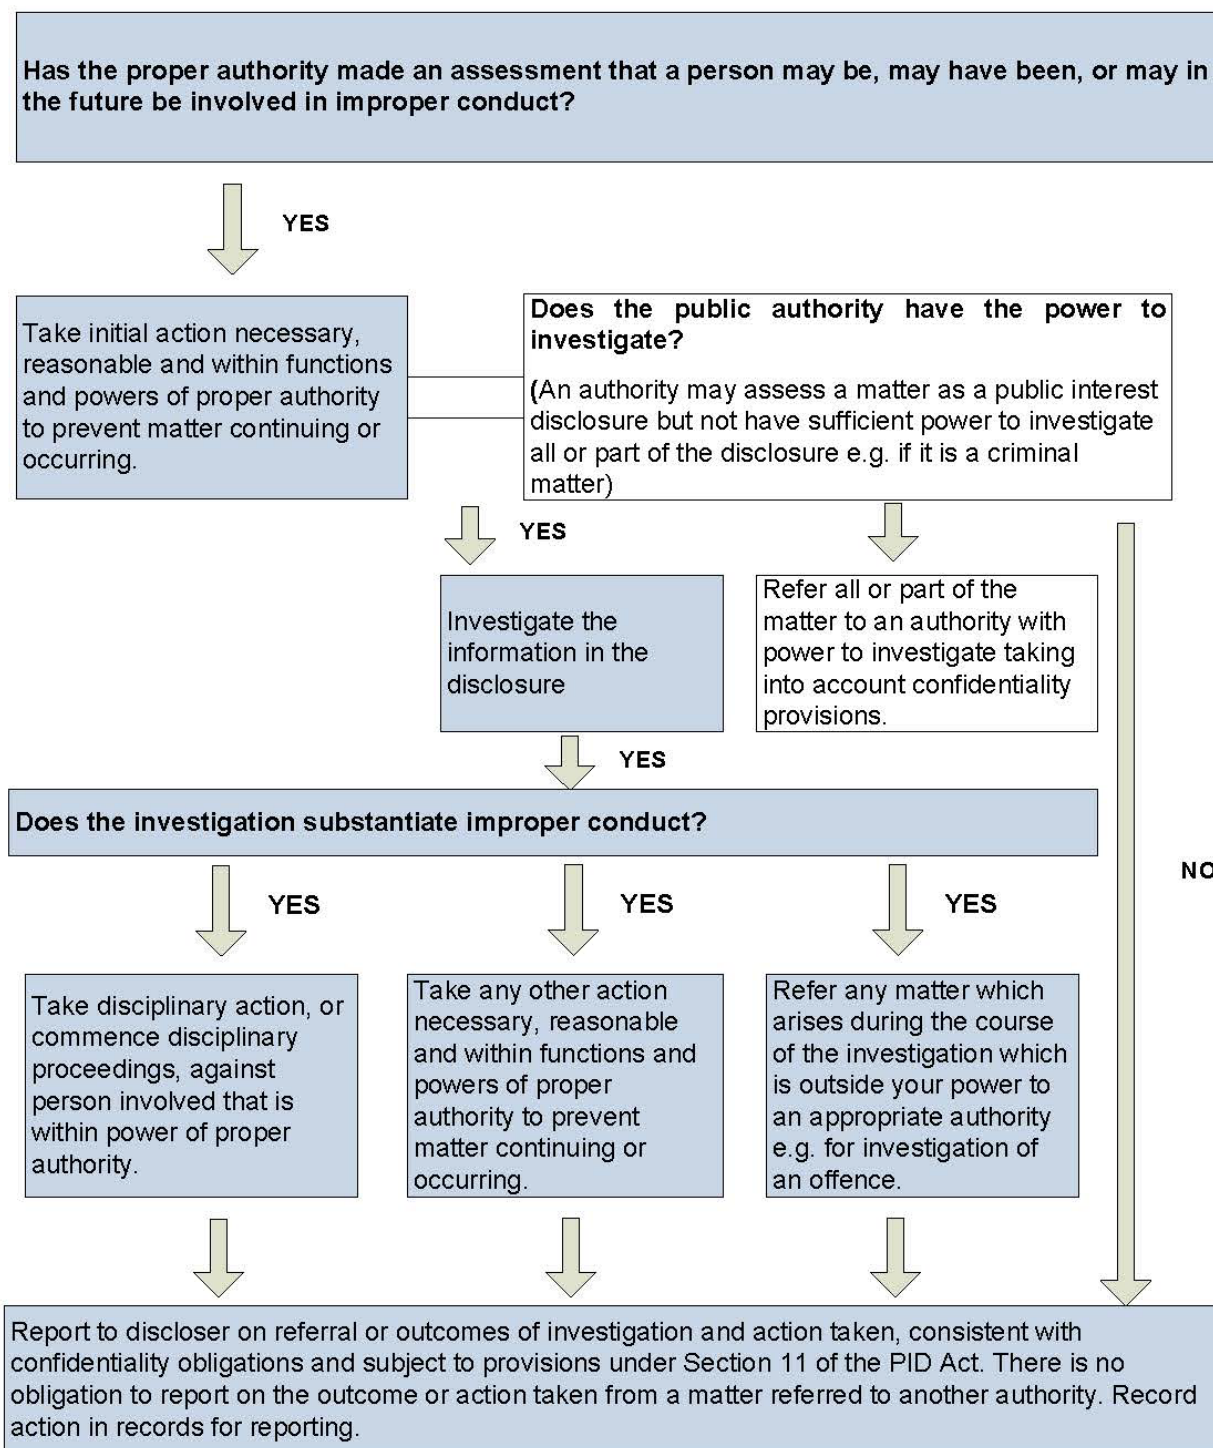 Has the proper authority made an assessment that a person may be, may have been, or may in
the future be involved in improper conduct?
YES
Take initial action necessary,
reasonable and within functions
and powers of proper authority
to prevent matter continuing or
occurring.
Does the public authority have the power to
investigate?
(An authority may assess a matter as a public interest
disclosure but not have sufficient power to investigate
all or part of the disclosure e.g. if it is a criminal
matter)
YES
Investigate the
information in the
disclosure
Refer all or part of the
matter to an authority with
power to investigate taking
into account confidentiality
provisions.
YES
Does the investigation substantiate improper conduct?
NO
YES
YES
YES
Take disciplinary action, or
commence disciplinary
proceedings, against
person involved that is
within power of proper
authority.
Take any other action
necessary, reasonable
and within functions and
powers of proper
authority to prevent
matter continuing or
occurring.
Refer any matter which
arises during the course
of the investigation which
is outside your power to
an appropriate authority
e.g. for investigation of
an offence.
Report to discloser on referral or outcomes of investigation and action taken, consistent with
confidentiality obligations and subject to provisions under Section 11 of the PID Act. There is no
obligation to report on the outcome or action taken from a matter referred to another authority. Record
action in records for reporting.